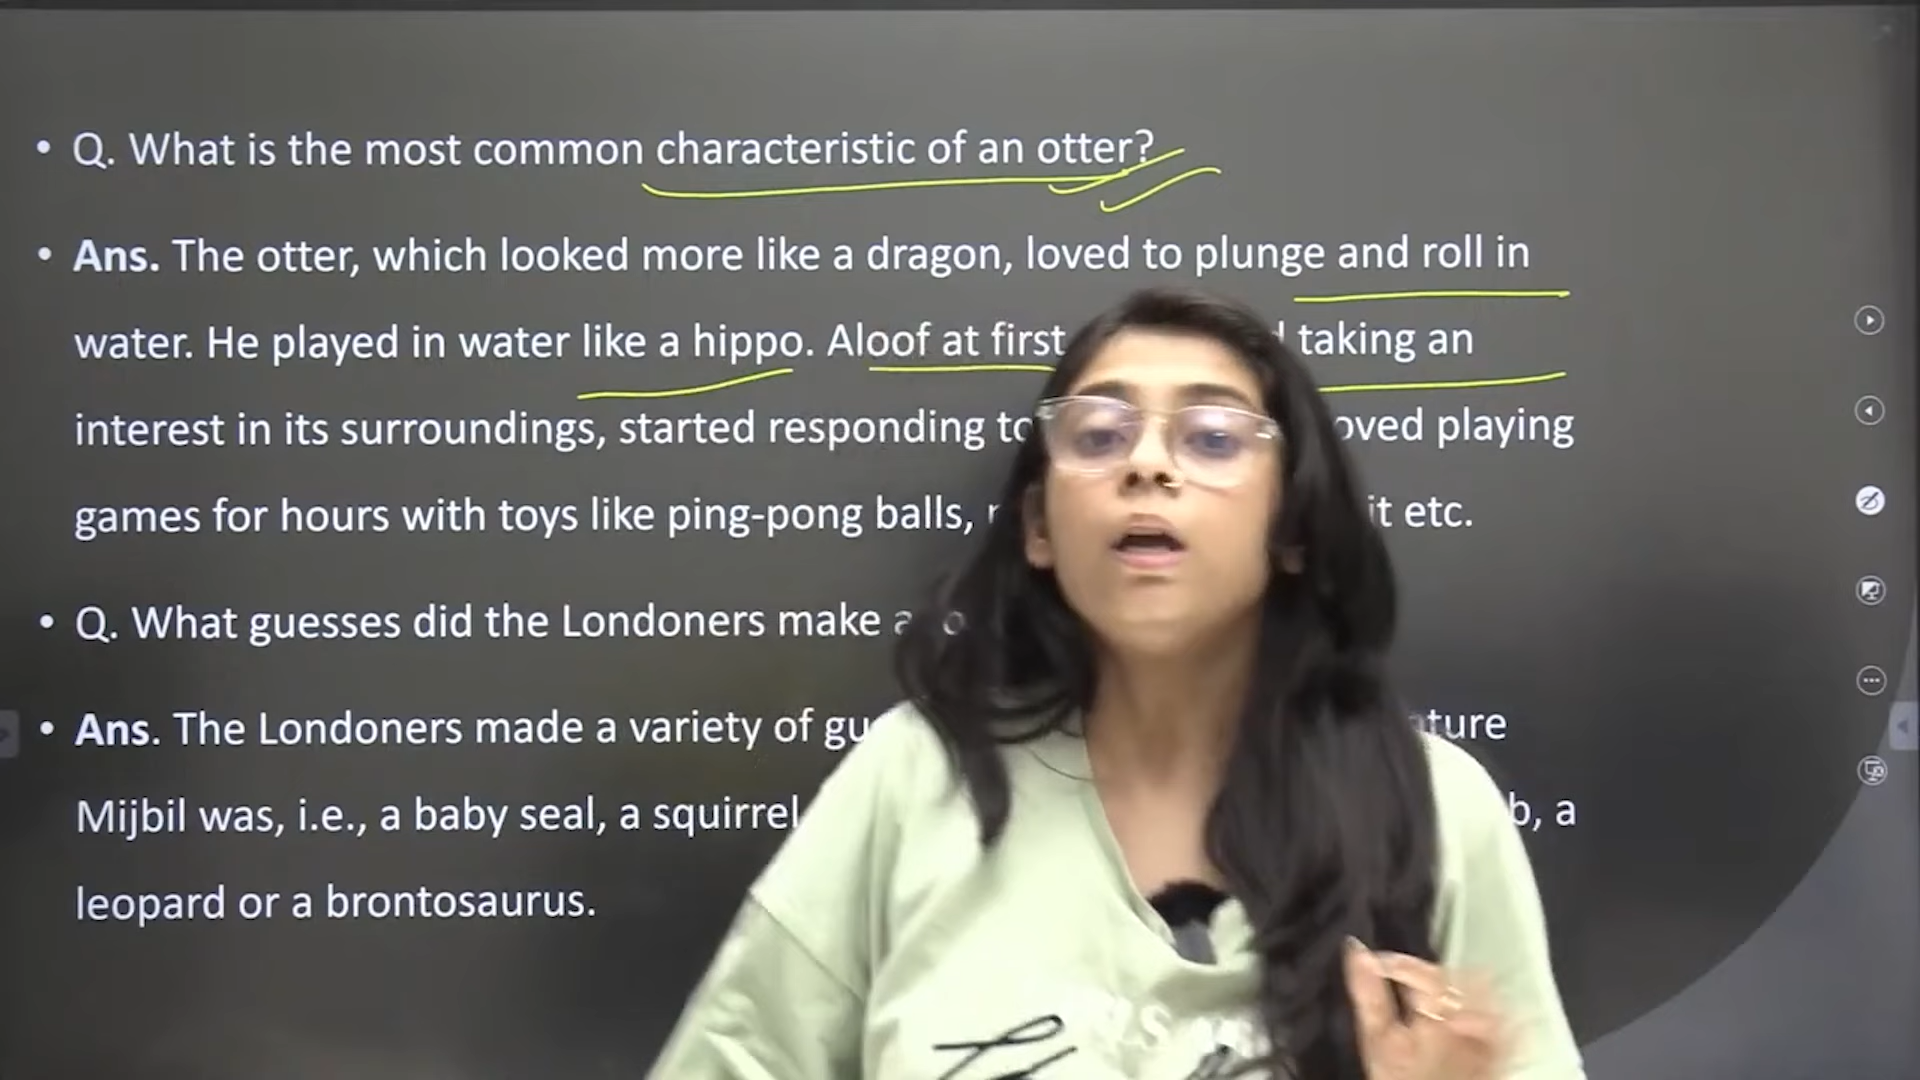 • Q. What is the most common characteristic of an otter?
• Ans. The otter, which looked more like a dragon, loved to plunge and roll in
water. He played in water like a hippo. Aloof at first taking an
interest in its surroundings, started responding to playing
games for hours with toys like ping-pong balls, it etc.
• Q. What guesses did the Londoners make
• Ans. The Londoners made a variety of
Mijbil was, i.e., a baby seal, a squirrel a
leopard or a brontosaurus.